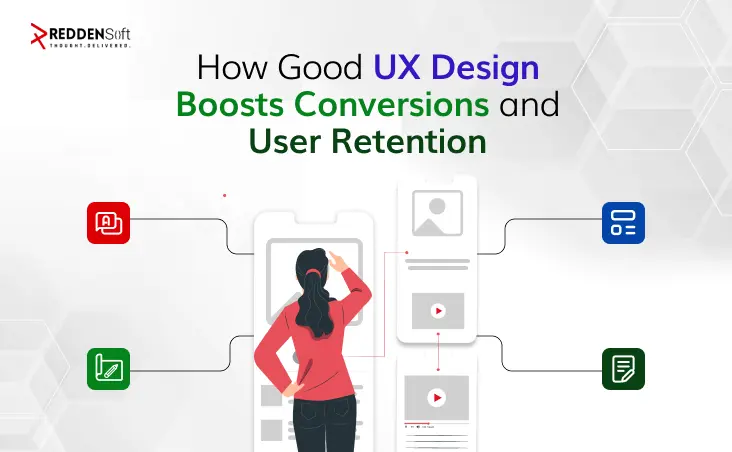 REDDENSoft
THOUGHT.DELIVERED.
How Good UX Design
Boosts Conversions and
User Retention
A